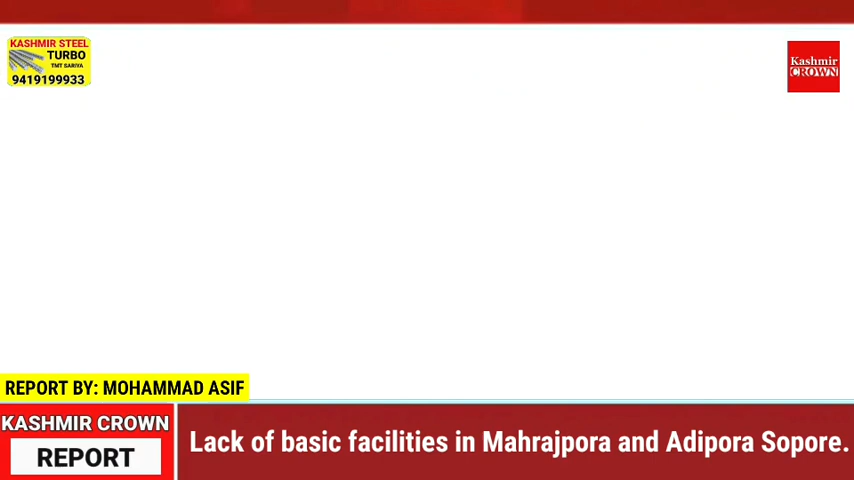 KASHMIR STEEL
TURBO
TMT SARIYA
9419199933
Kashmir
CROWN
REPORT BY: MOHAMMAD ASIF
KASHMIR CROWN
REPORT
Lack of basic facilities in Mahrajpora and Adipora Sopore.